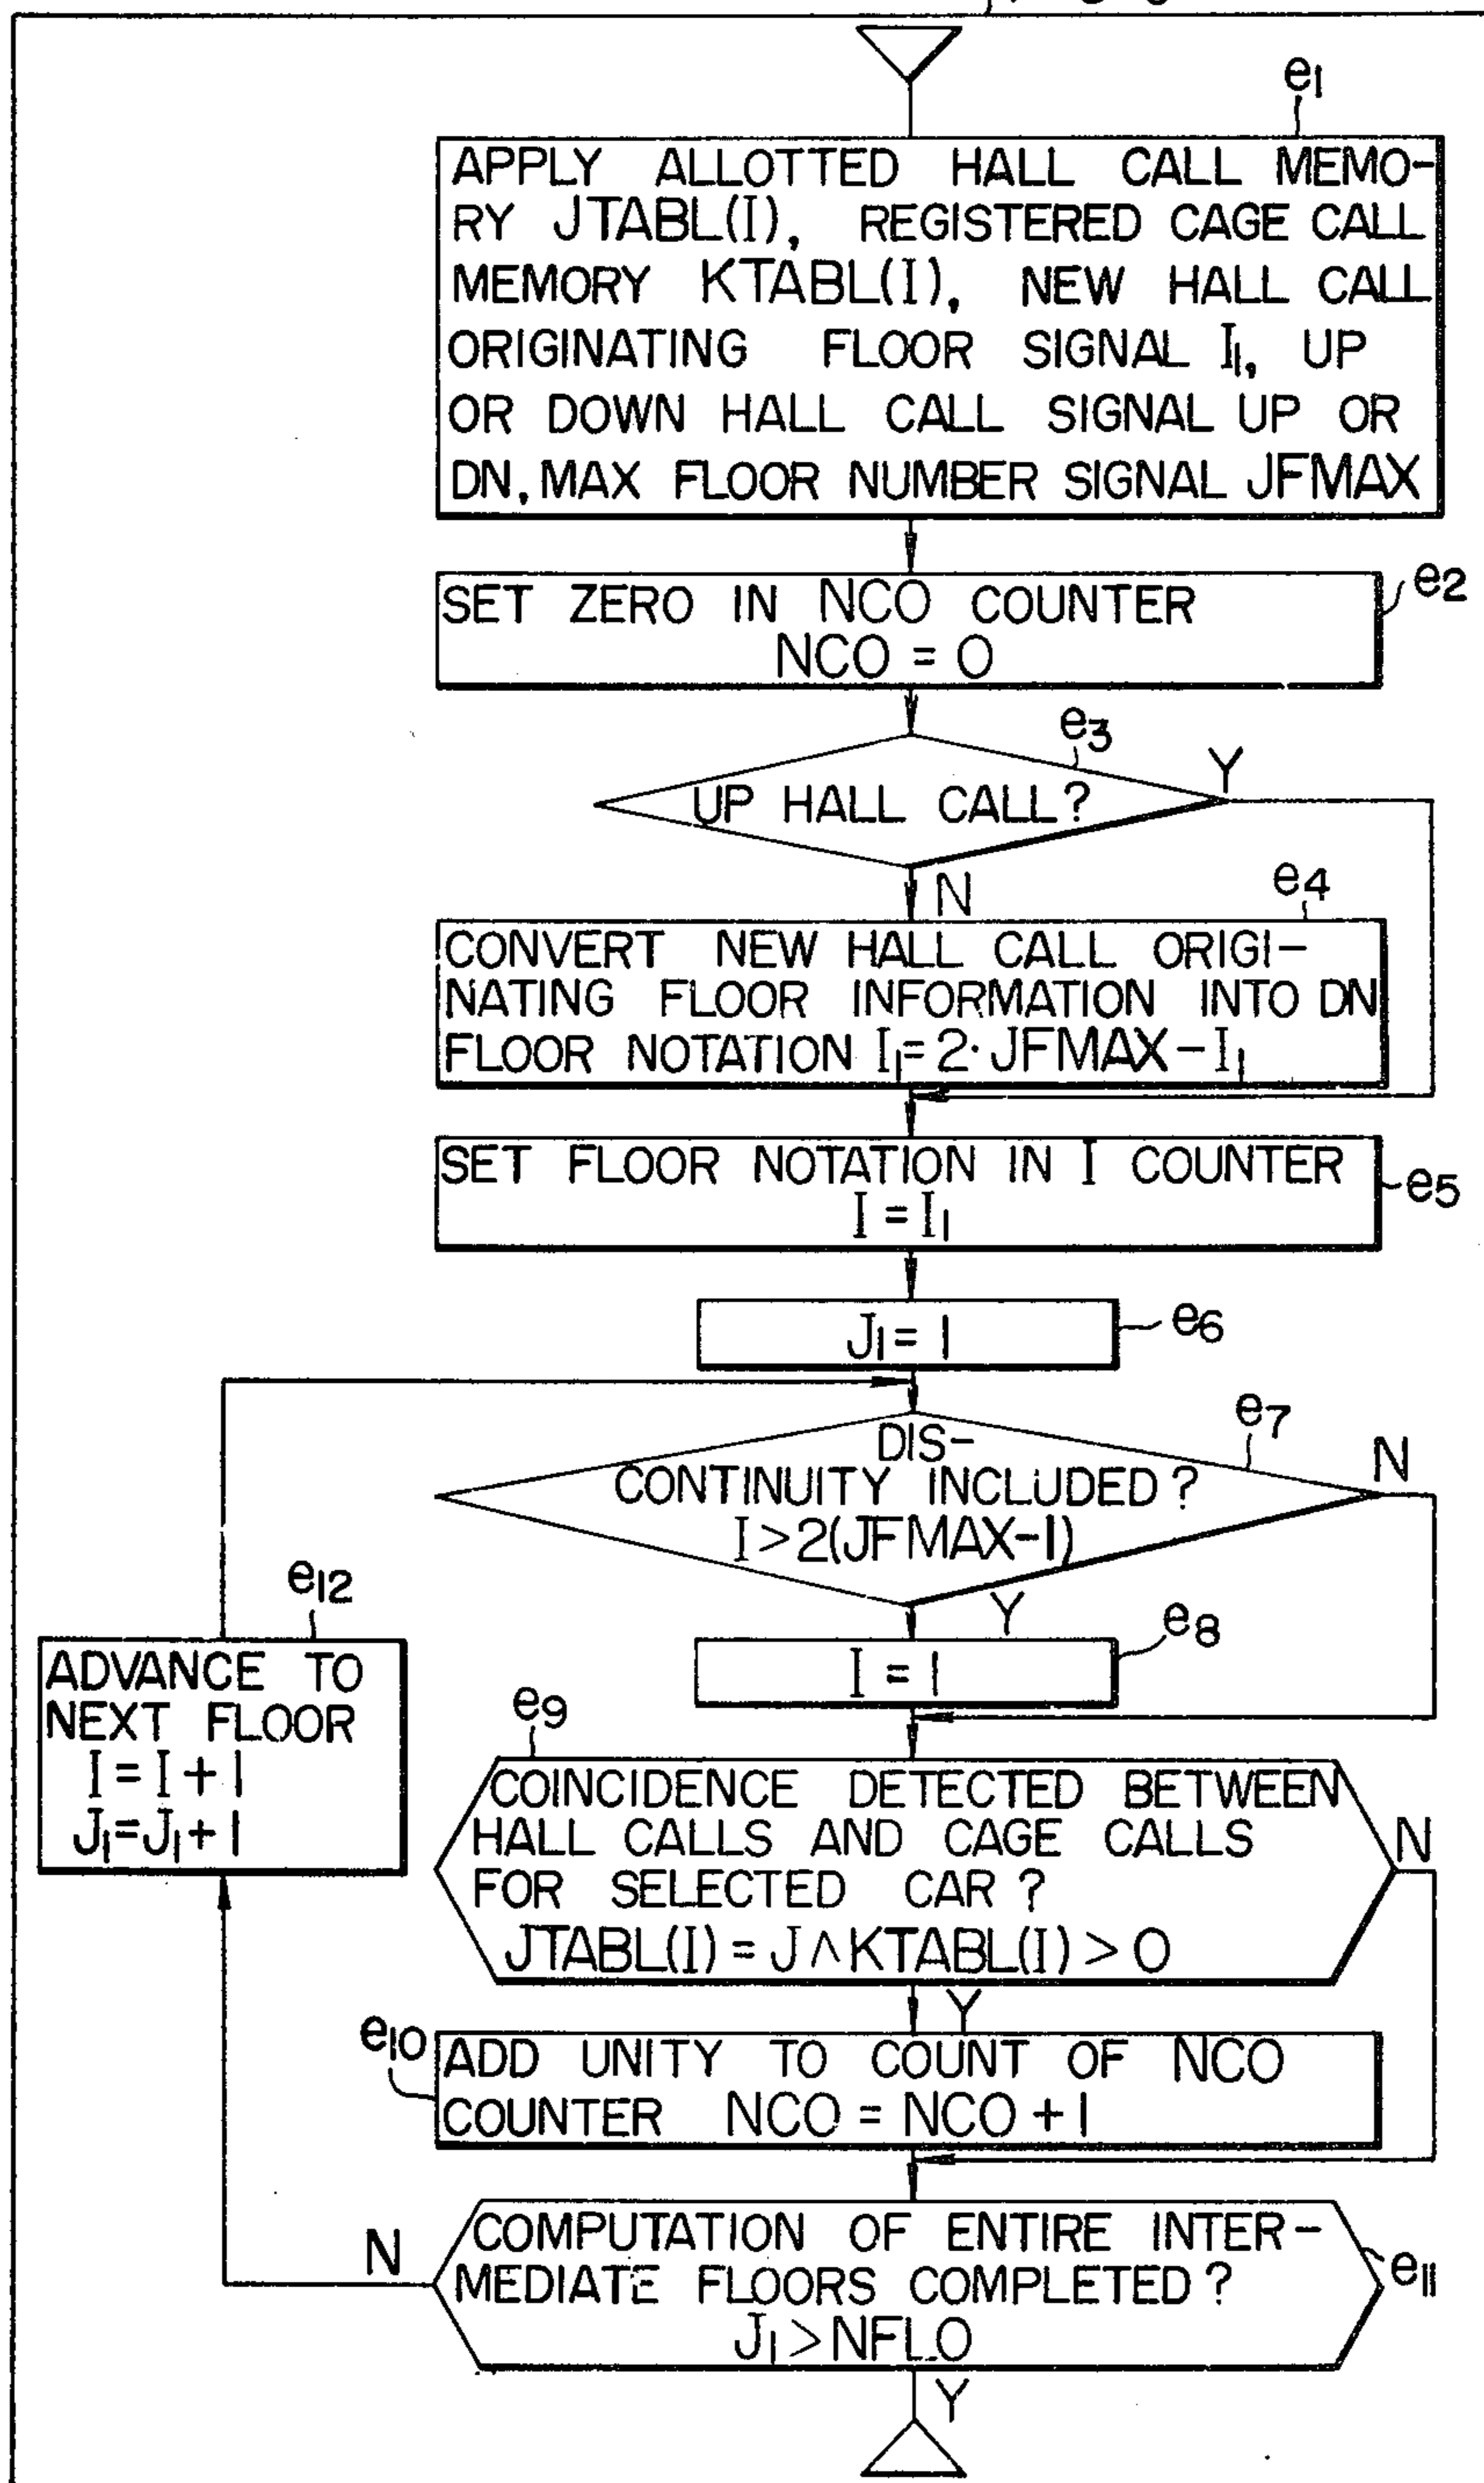 e1
APPLY ALLOTTED HALL CALL MEMO-
RY JTABL(I), REGISTERED CAGE CALL
MEMORY KTABL(I), NEW HALL CALL
ORIGINATING FLOOR SIGNAL I1, UP
OR DOWN HALL CALL SIGNAL UP OR
DN, MAX FLOOR NUMBER SIGNAL JFMAX
e2
SET ZERO IN NCO COUNTER
NCO = 0
e3
UP HALL CALL?
Y
N
e4
CONVERT NEW HALL CALL ORIGI-
NATING FLOOR INFORMATION INTO DN
FLOOR NOTATION I1=2·JFMAX-I1
SET FLOOR NOTATION IN I COUNTER
I = I1
e5
J1= 1
e6
e7
DIS-
CONTINUITY INCLUDED?
I>2(JFMAX-1)
N
Y
e8
I = 1
e12
ADVANCE TO
NEXT FLOOR
I=I+1
J1=J1+1
e9
COINCIDENCE DETECTED BETWEEN
HALL CALLS AND CAGE CALLS
FOR SELECTED CAR?
JTABL(I)=J∧KTABL(I)>0
N
Y
e10
ADD UNITY TO COUNT OF NCO
COUNTER NCO = NCO +1
COMPUTATION OF ENTIRE INTER-
MEDIATE FLOORS COMPLETED?
J1>NFLO
N
e11
Y